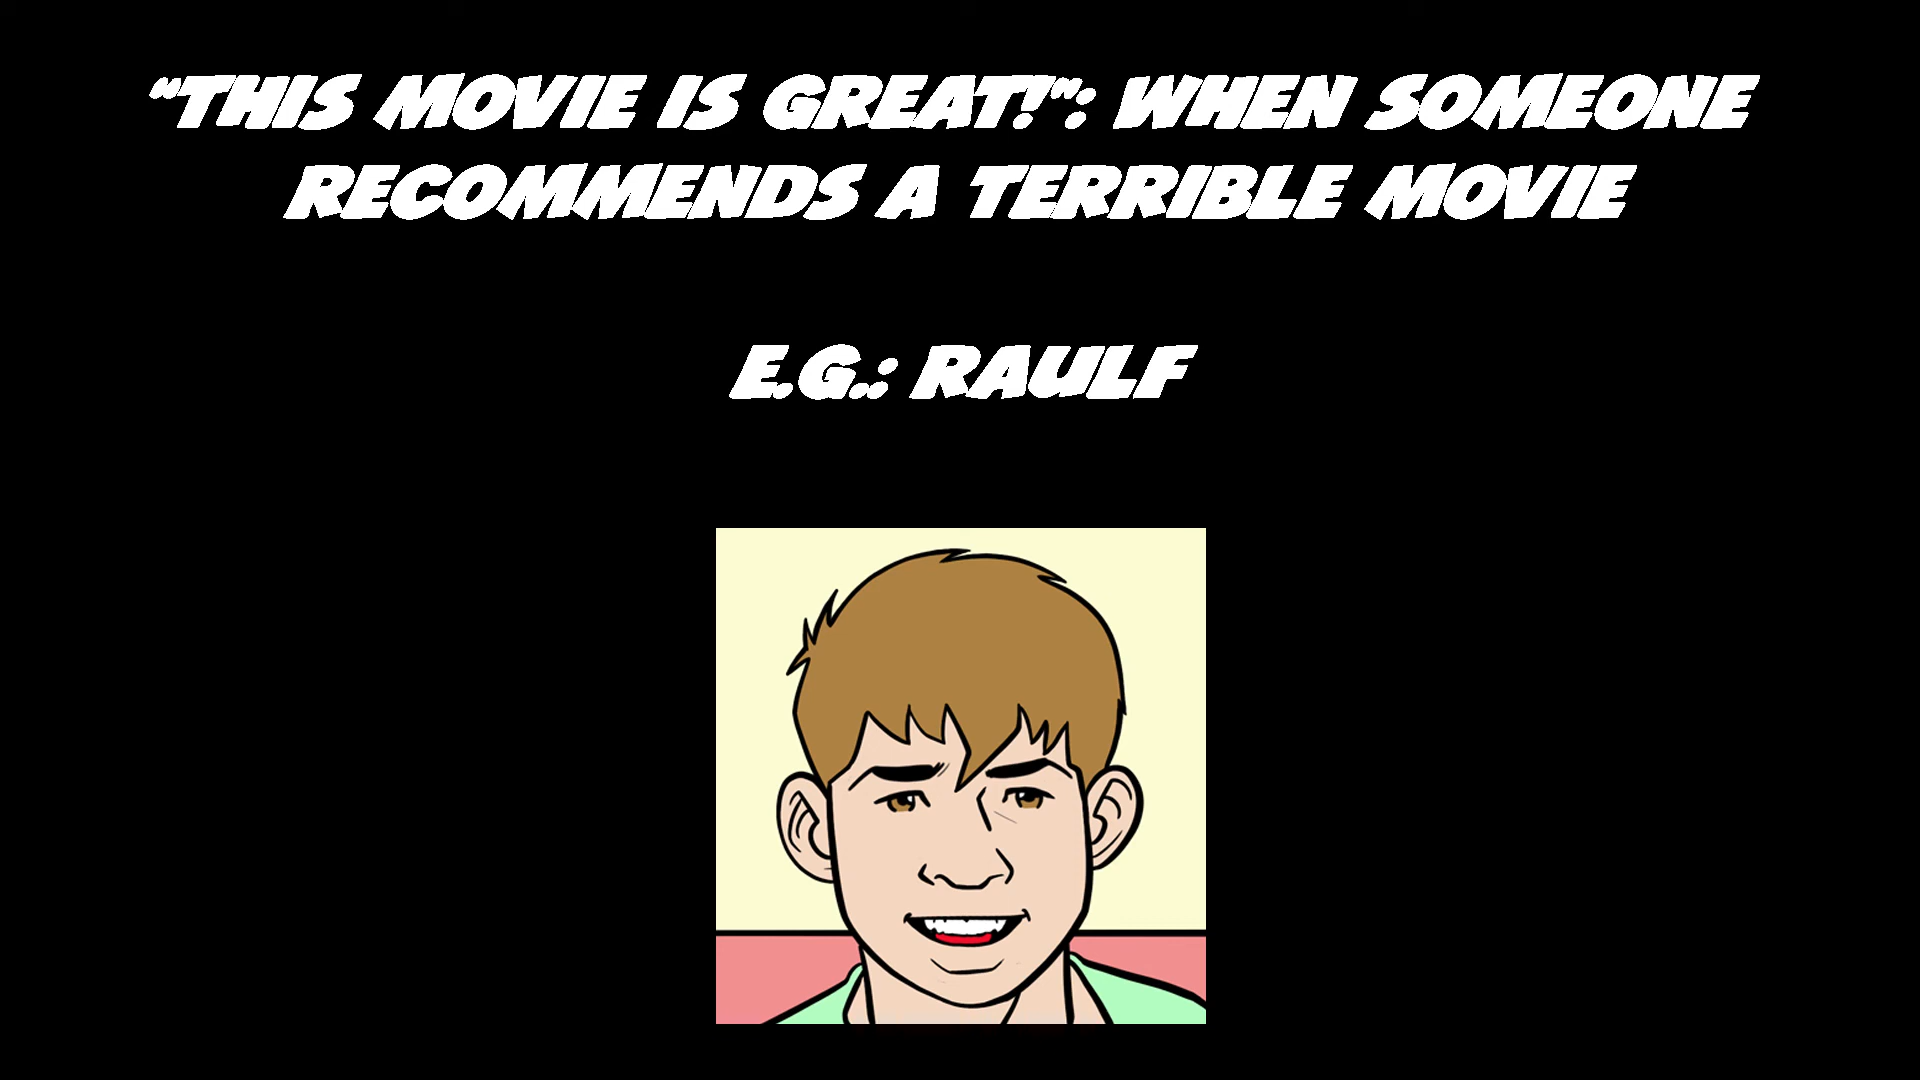 “THIS MOVIE IS GREAT!”: WHEN SOMEONE
RECOMMENDS A TERRIBLE MOVIE
E.G.: RAULF